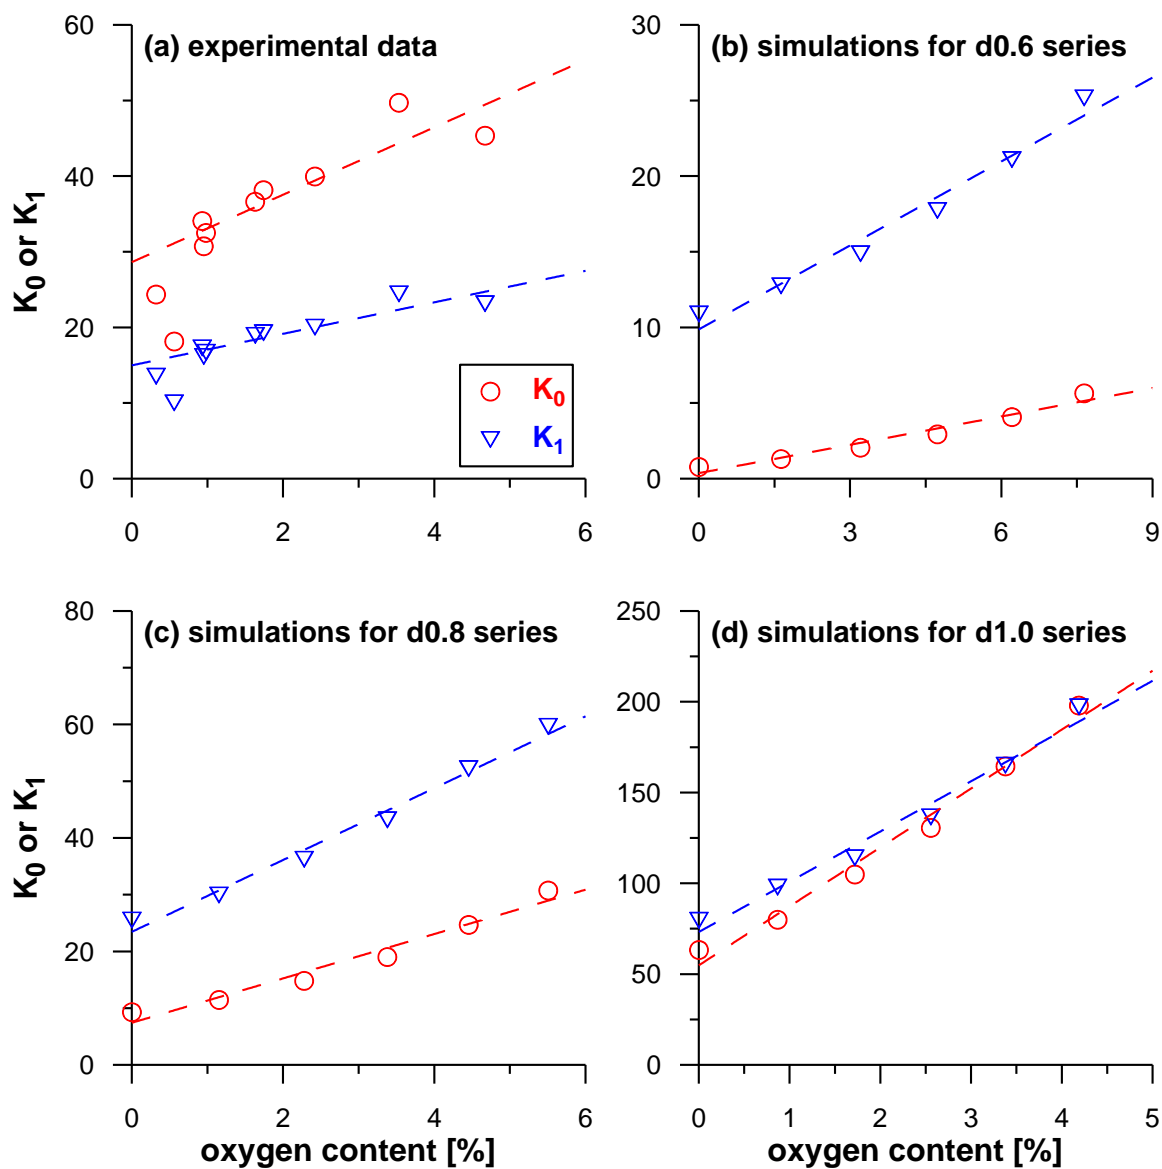 (a) experimental data
60
40
20
0
0 2 4 6
K0 or K1
K0
K1
(b) simulations for d0.6 series
30
20
10
0
0 3 6 9
(c) simulations for d0.8 series
80
60
40
20
0
0 2 4 6
K0 or K1
oxygen content [%]
(d) simulations for d1.0 series
250
200
150
100
50
0
0 1 2 3 4 5
oxygen content [%]